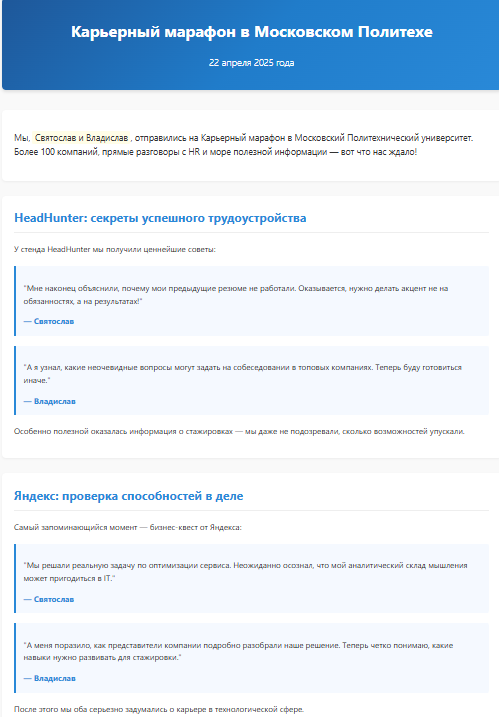 Карьерный марафон в Московском Политехе
22 апреля 2025 года
Мы, Святослав и Владислав , отправились на Карьерный марафон в Московский Политехнический университет.
Более 100 компаний, прямые разговоры с HR и море полезной информации — вот что нас ждало!
HeadHunter: секреты успешного трудоустройства
У стенда HeadHunter мы получили ценнейшие советы:
"Мне наконец объяснили, почему мои предыдущие резюме не работали. Оказывается, нужно делать акцент не на
обязанностях, а на результатах!"
— Святослав
"А я узнал, какие неочевидные вопросы могут задать на собеседовании в топовых компаниях. Теперь буду готовиться
иначе."
— Владислав
Особенно полезной оказалась информация о стажировках — мы даже не подозревали, сколько возможностей упускали.
Яндекс: проверка способностей в деле
Самый запоминающийся момент — бизнес-квест от Яндекса:
"Мы решали реальную задачу по оптимизации сервиса. Неожиданно осознал, что мой аналитический склад мышления
может пригодиться в IT."
— Святослав
"А меня поразило, как представители компании подробно разобрали наше решение. Теперь четко понимаю, какие
навыки нужно развивать для стажировки."
— Владислав
После этого мы оба серьезно задумались о карьере в технологической сфере.